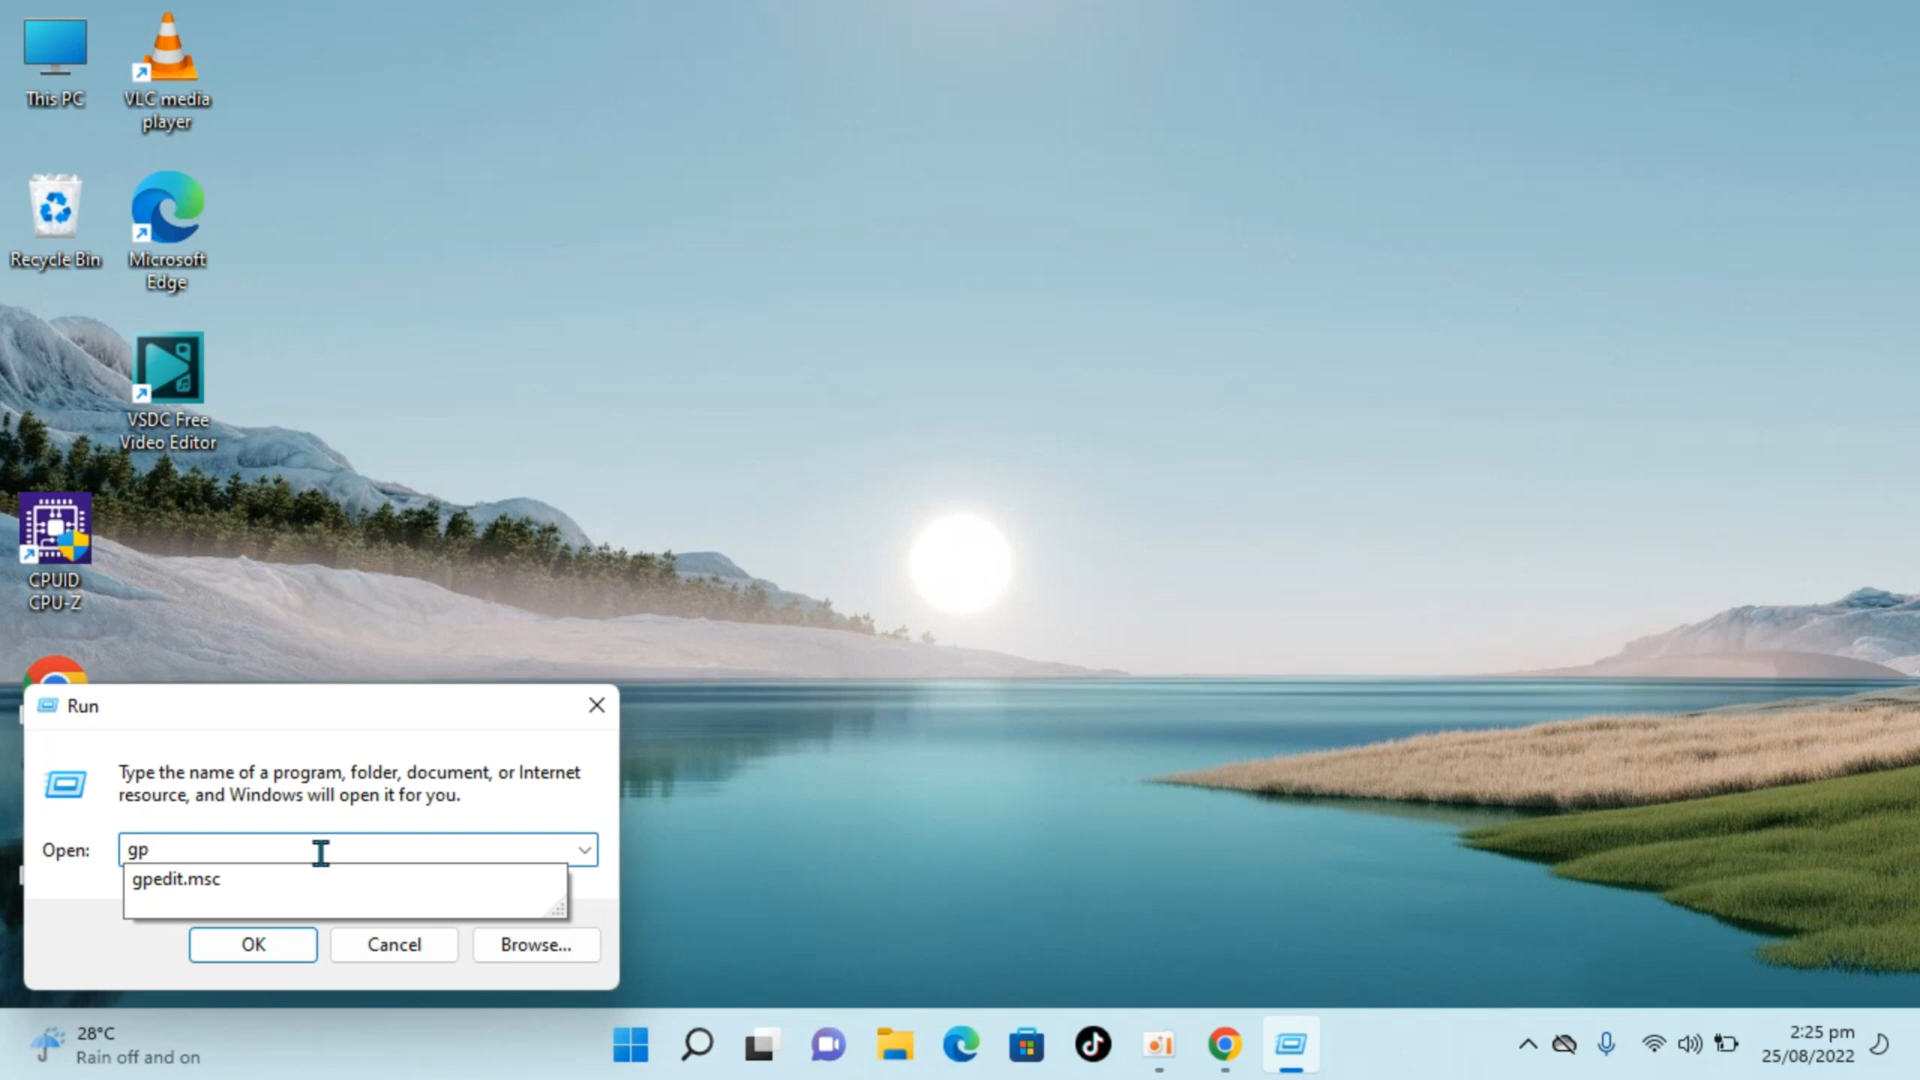 This PC
VLC media
player
Recycle Bin
Microsoft
Edge
VSDC Free
Video Editor
CPUID
CPU-Z
Run
Type the name of a program, folder, document, or Internet
resource, and Windows will open it for you.
Open:
gp
gpedit.msc
OK
Cancel
Browse...
28°C
Rain off and on
2:25 pm
25/08/2022